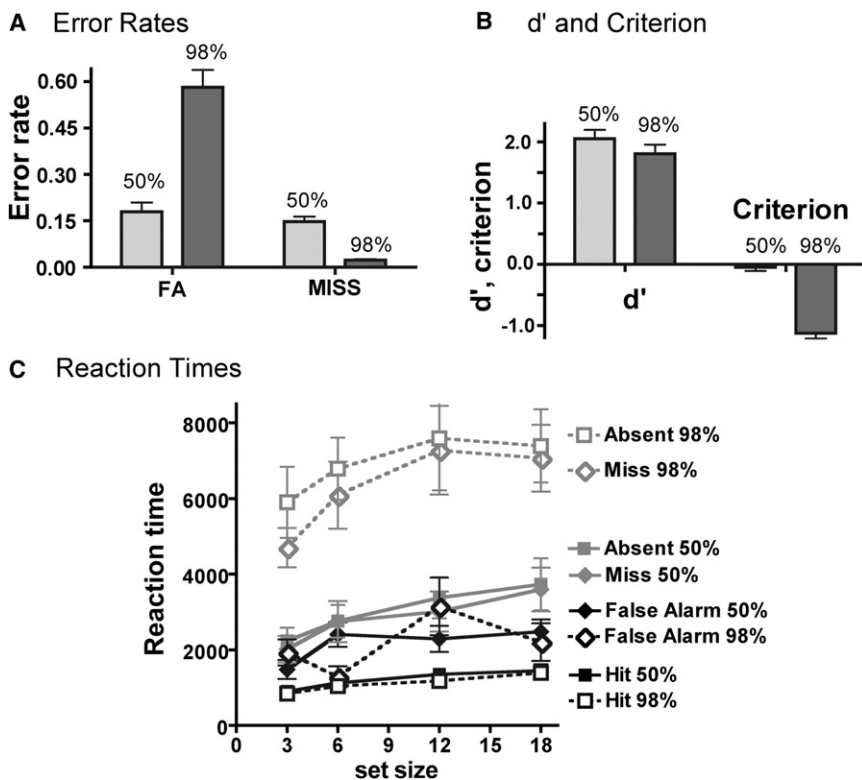 A Error Rates
98%
0.60
0.45
0.30
0.15
0.00
Error rate
50%
50%
98%
FA MISS
B d' and Criterion
50%
98%
2.0
1.0
0.0
-1.0
d', criterion
Criterion
50% 98%
d'
C Reaction Times
8000
6000
4000
2000
0
Reaction time
0 3 6 9 12 15 18
set size
Absent 98%
Miss 98%
Absent 50%
Miss 50%
False Alarm 50%
False Alarm 98%
Hit 50%
Hit 98%